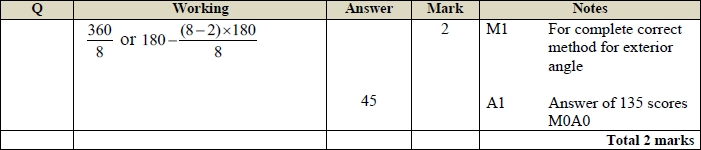 Q Working Answer Mark Notes
360/8 or 180 – (8 – 2)×180/8 2 M1 For complete correct
method for exterior
angle
45 A1 Answer of 135 scores
M0A0
Total 2 marks